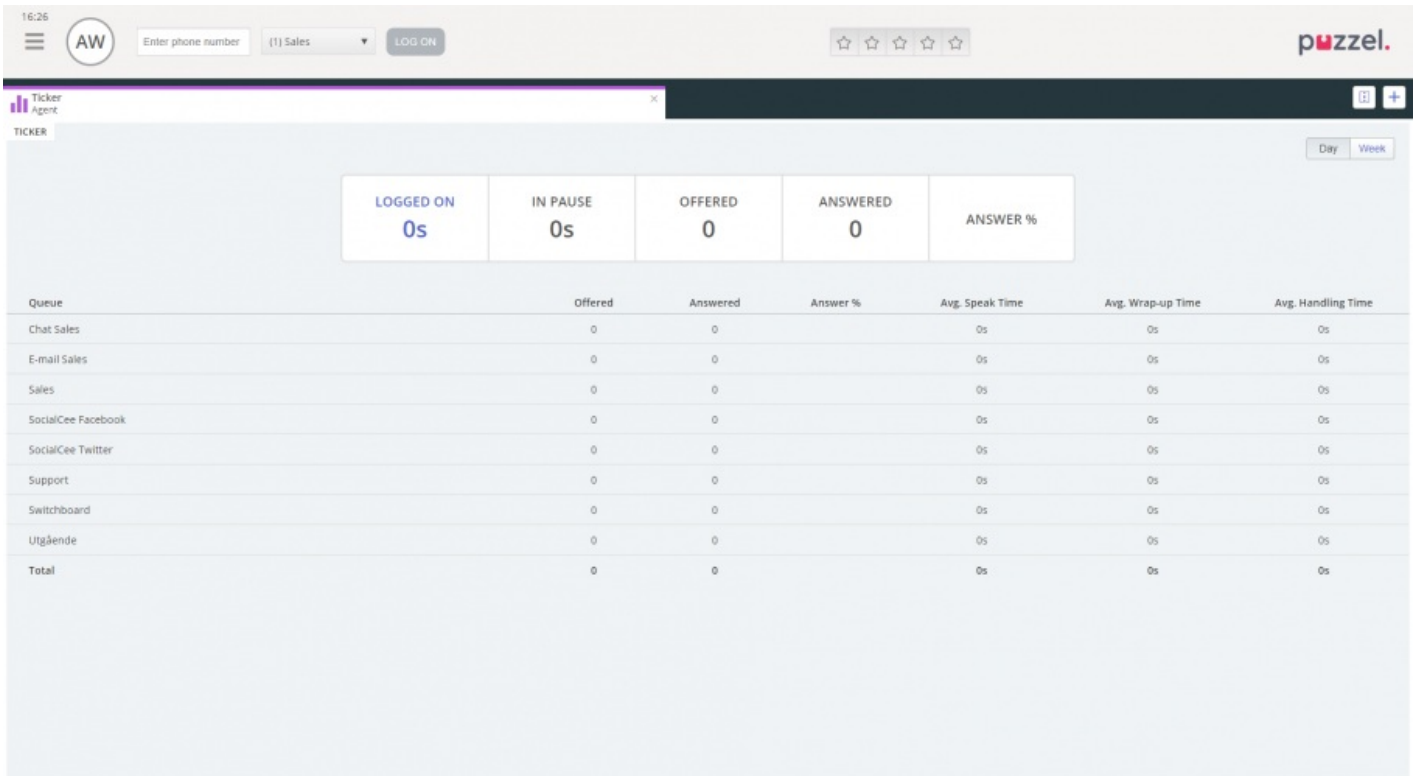 16:26
AW Enter phone number (1) Sales LOG ON puzzel.
Ticker
Agent
TICKER
Day Week
LOGGED ON IN PAUSE OFFERED ANSWERED ANSWER %
0s 0s 0 0
Queue Offered Answered Answer % Avg. Speak Time Avg. Wrap-up Time Avg. Handling Time
Chat Sales 0 0 0s 0s 0s
E-mail Sales 0 0 0s 0s 0s
Sales 0 0 0s 0s 0s
SocialCee Facebook 0 0 0s 0s 0s
SocialCee Twitter 0 0 0s 0s 0s
Support 0 0 0s 0s 0s
Switchboard 0 0 0s 0s 0s
Utgående 0 0 0s 0s 0s
Total 0 0 0s 0s 0s